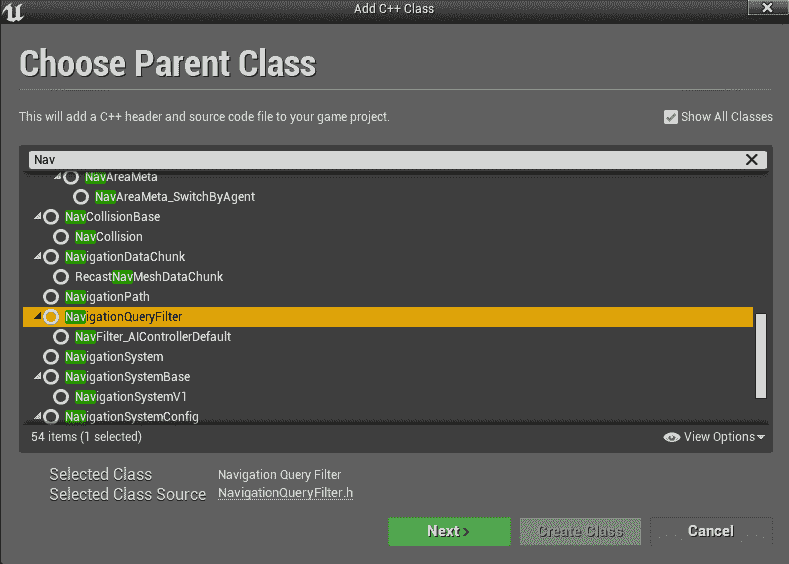 Add C++ Class
Choose Parent Class
This will add a C++ header and source code file to your game project.
Show All Classes
Nav
NavAreaMeta
NavAreaMeta_SwitchByAgent
NavCollisionBase
NavCollision
NavigationDataChunk
RecastNavMeshDataChunk
NavigationPath
NavigationQueryFilter
NavFilter_AIControllerDefault
NavigationSystem
NavigationSystemBase
NavigationSystemV1
NavigationSystemConfig
54 items (1 selected)
View Options
Selected Class Navigation Query Filter
Selected Class Source NavigationQueryFilter.h
Next>
Create Class
Cancel